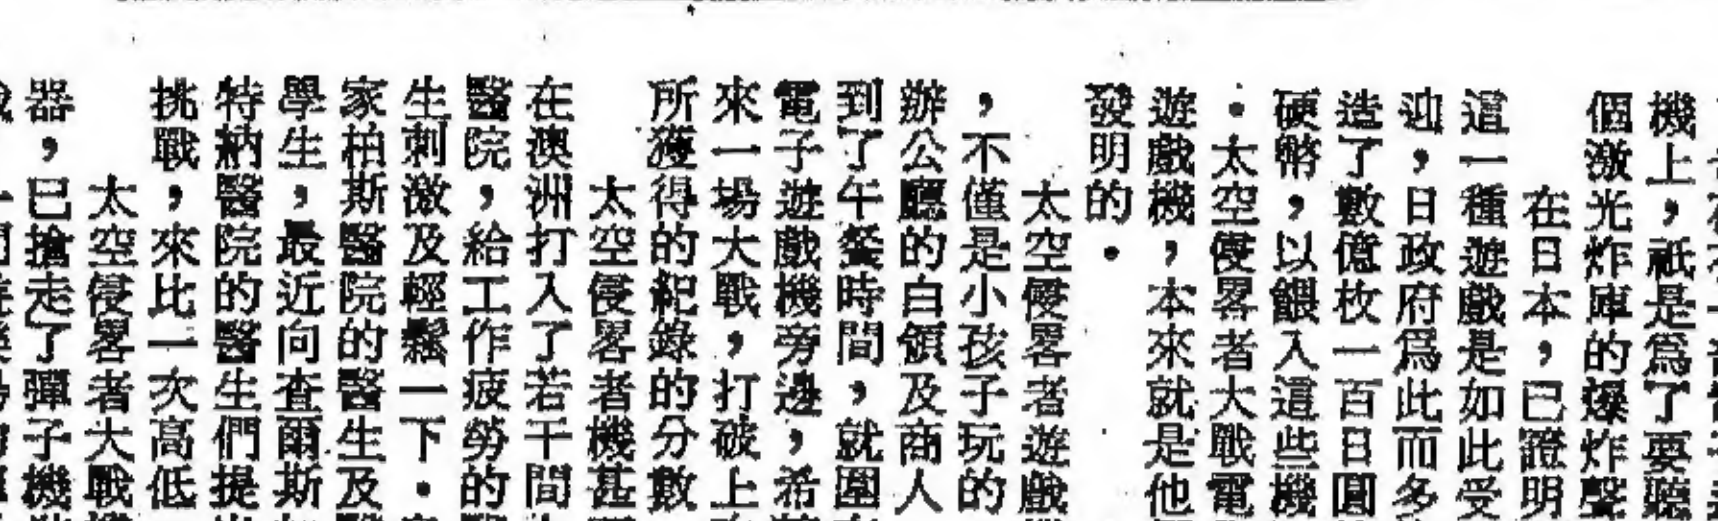 機上，祇是爲了要聽
個激光炸庫的爆炸聲
在日本，已證明
這一種遊戲是如此受
迎，日政府爲此而多
造了數億枚一百日圓
硬幣，以餵入這些機
．太空侵畧者大戰電
遊戲機，本來就是他
發明的．
太空侵畧者遊戲
，不僅是小孩子玩的
辦公廳的白領及商人
到了午餐時間，就圍
電子遊戲機旁邊，希
來一場大戰，打破上
所獲得的紀錄的分數
太空侵畧者機甚
在澳洲打入了若干間
醫院，給工作疲勞的
生刺激及輕鬆一下．
家柏斯醫院的醫生及
學生，最近向查爾斯
特納醫院的醫生們提
挑戰，來比一次高低
太空侵畧者大戰
器，已搶走了彈子機